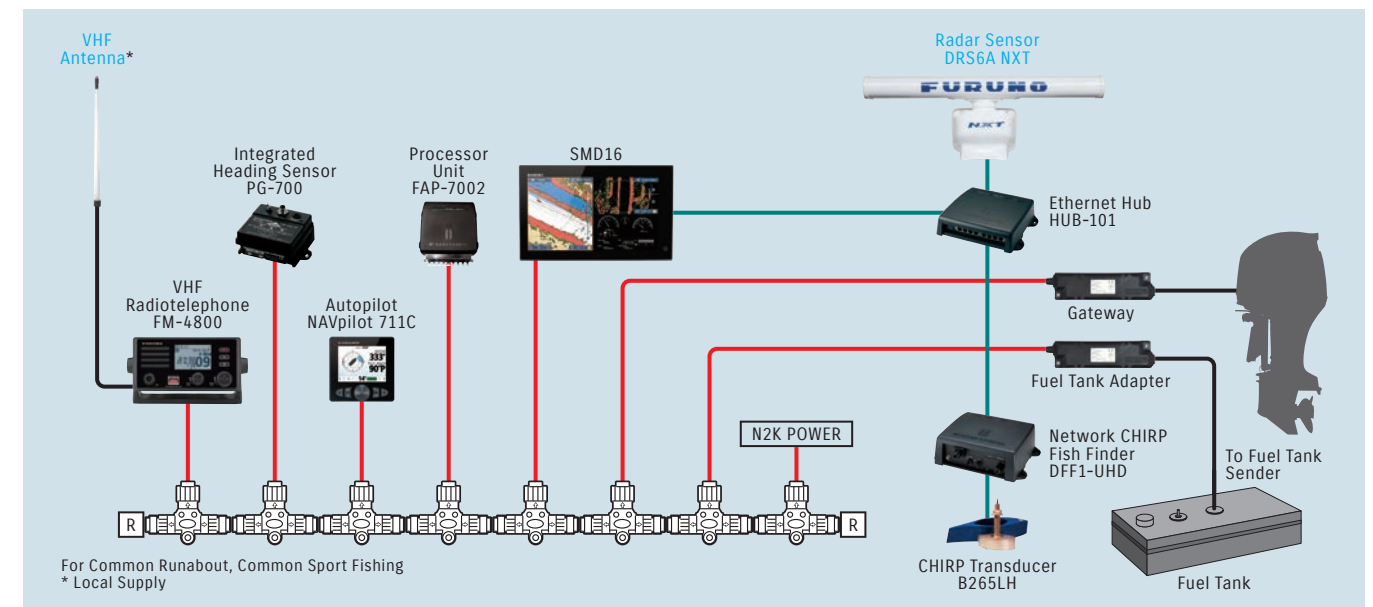 VHF
Antenna*
Radar Sensor
DRS6A NXT
FURUNO
NXT
Integrated
Heading Sensor
PG-700
Processor
Unit
FAP-7002
SMD16
Ethernet Hub
HUB-101
VHF
Radiotelephone
FM-4800
Autopilot
NAVpilot 711C
333°
90°P
Gateway
Fuel Tank Adapter
N2K POWER
Network CHIRP
Fish Finder
DFF1-UHD
To Fuel Tank
Sender
R
R
For Common Runabout, Common Sport Fishing
* Local Supply
CHIRP Transducer
B265LH
Fuel Tank